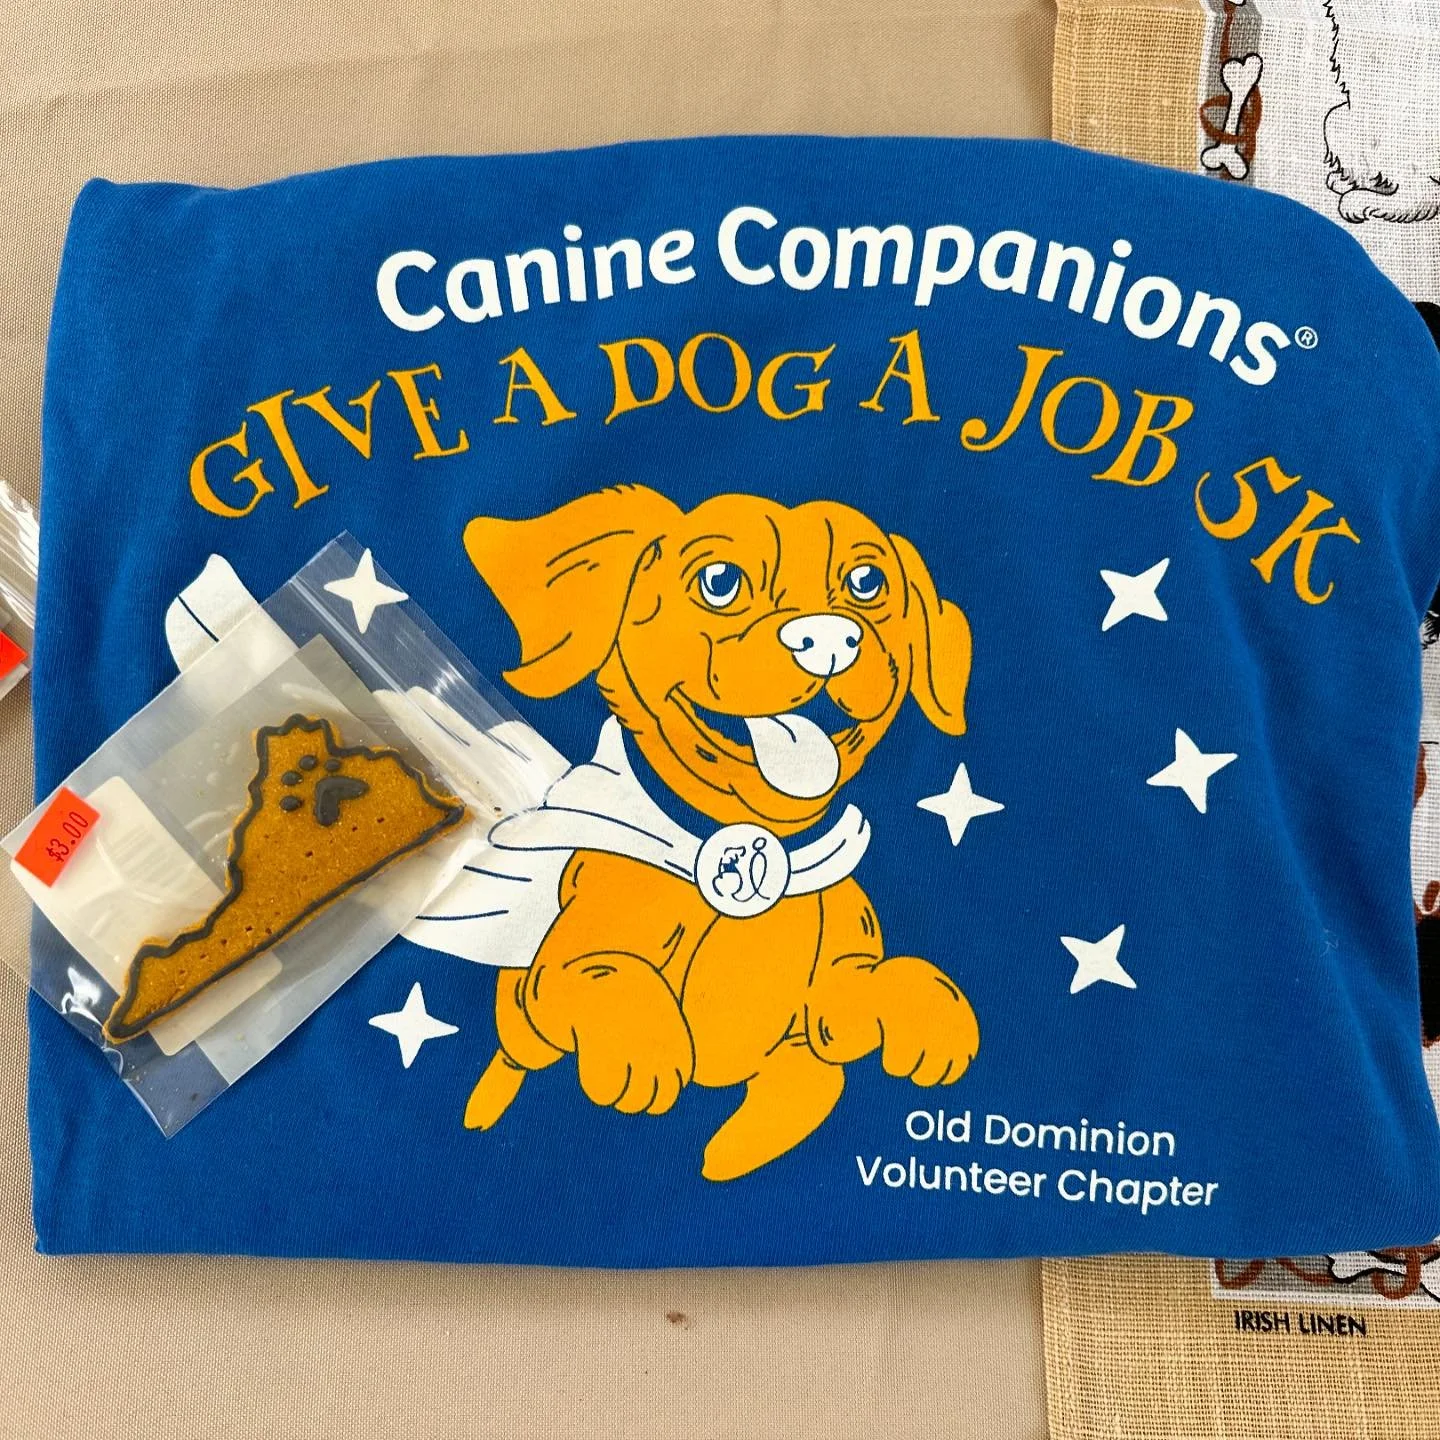 Canine Companions®
GIVE A DOG A JOB 5K
$3.00
Old Dominion
Volunteer Chapter
IRISH LINEN